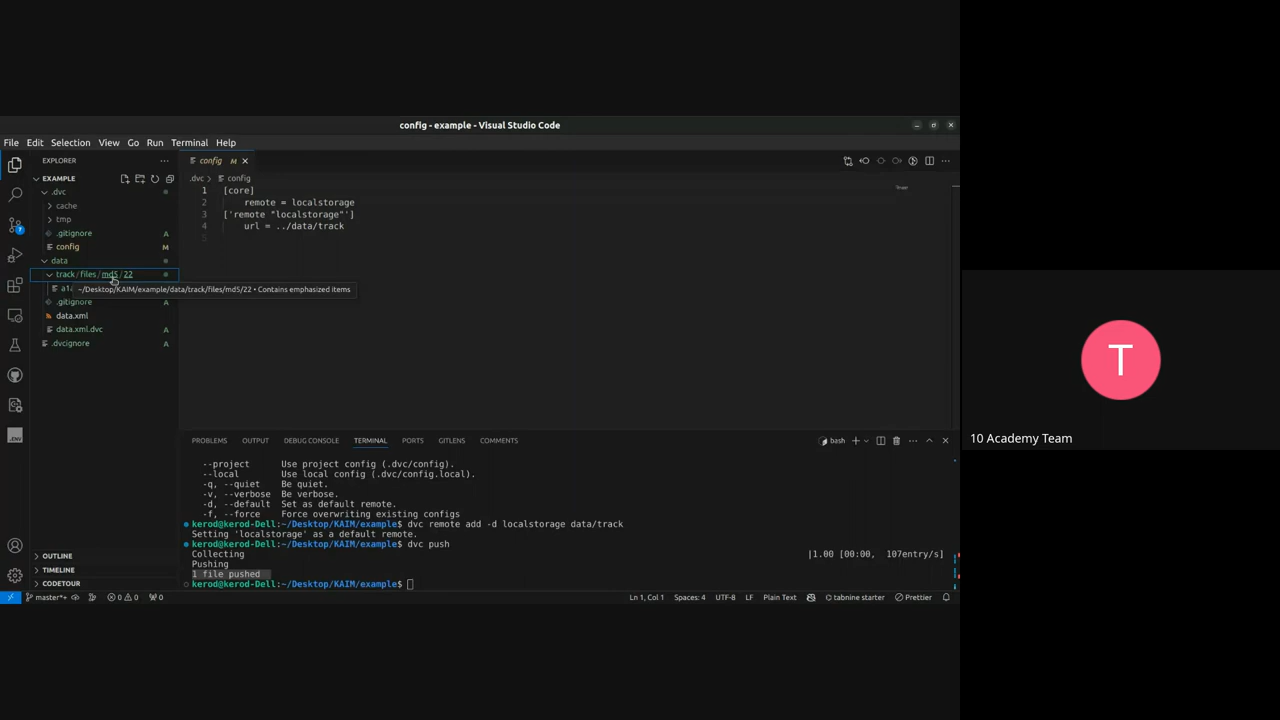 config - example - Visual Studio Code
File Edit Selection View Go Run Terminal Help
EXPLORER
EXAMPLE
.dvc
cache
tmp
.gitignore A
config M
data
track / files / md5 / 22
~/Desktop/KAIM/example/data/track/files/md5/22 • Contains emphasized items
.gitignore A
data.xml
data.xml.dvc A
.dvcignore A
OUTLINE
TIMELINE
CODETOUR
config M
.dvc > config
1 [core]
2 remote = localstorage
3 ['remote "localstorage"']
4 url = ../data/track
5
PROBLEMS OUTPUT DEBUG CONSOLE TERMINAL PORTS GITLENS COMMENTS
bash
--project Use project config (.dvc/config).
--local Use local config (.dvc/config.local).
-q, --quiet Be quiet.
-v, --verbose Be verbose.
-d, --default Set as default remote.
-f, --force Force overwriting existing configs
kerod@kerod-Dell:~/Desktop/KAIM/example$ dvc remote add -d localstorage data/track
Setting 'localstorage' as a default remote.
kerod@kerod-Dell:~/Desktop/KAIM/example$ dvc push
Collecting |1.00 [00:00, 107entry/s]
Pushing
1 file pushed
kerod@kerod-Dell:~/Desktop/KAIM/example$
master*+ 0 0 0 Ln 1, Col 1 Spaces: 4 UTF-8 LF Plain Text tabnine starter Prettier
7
.ENV
T
10 Academy Team